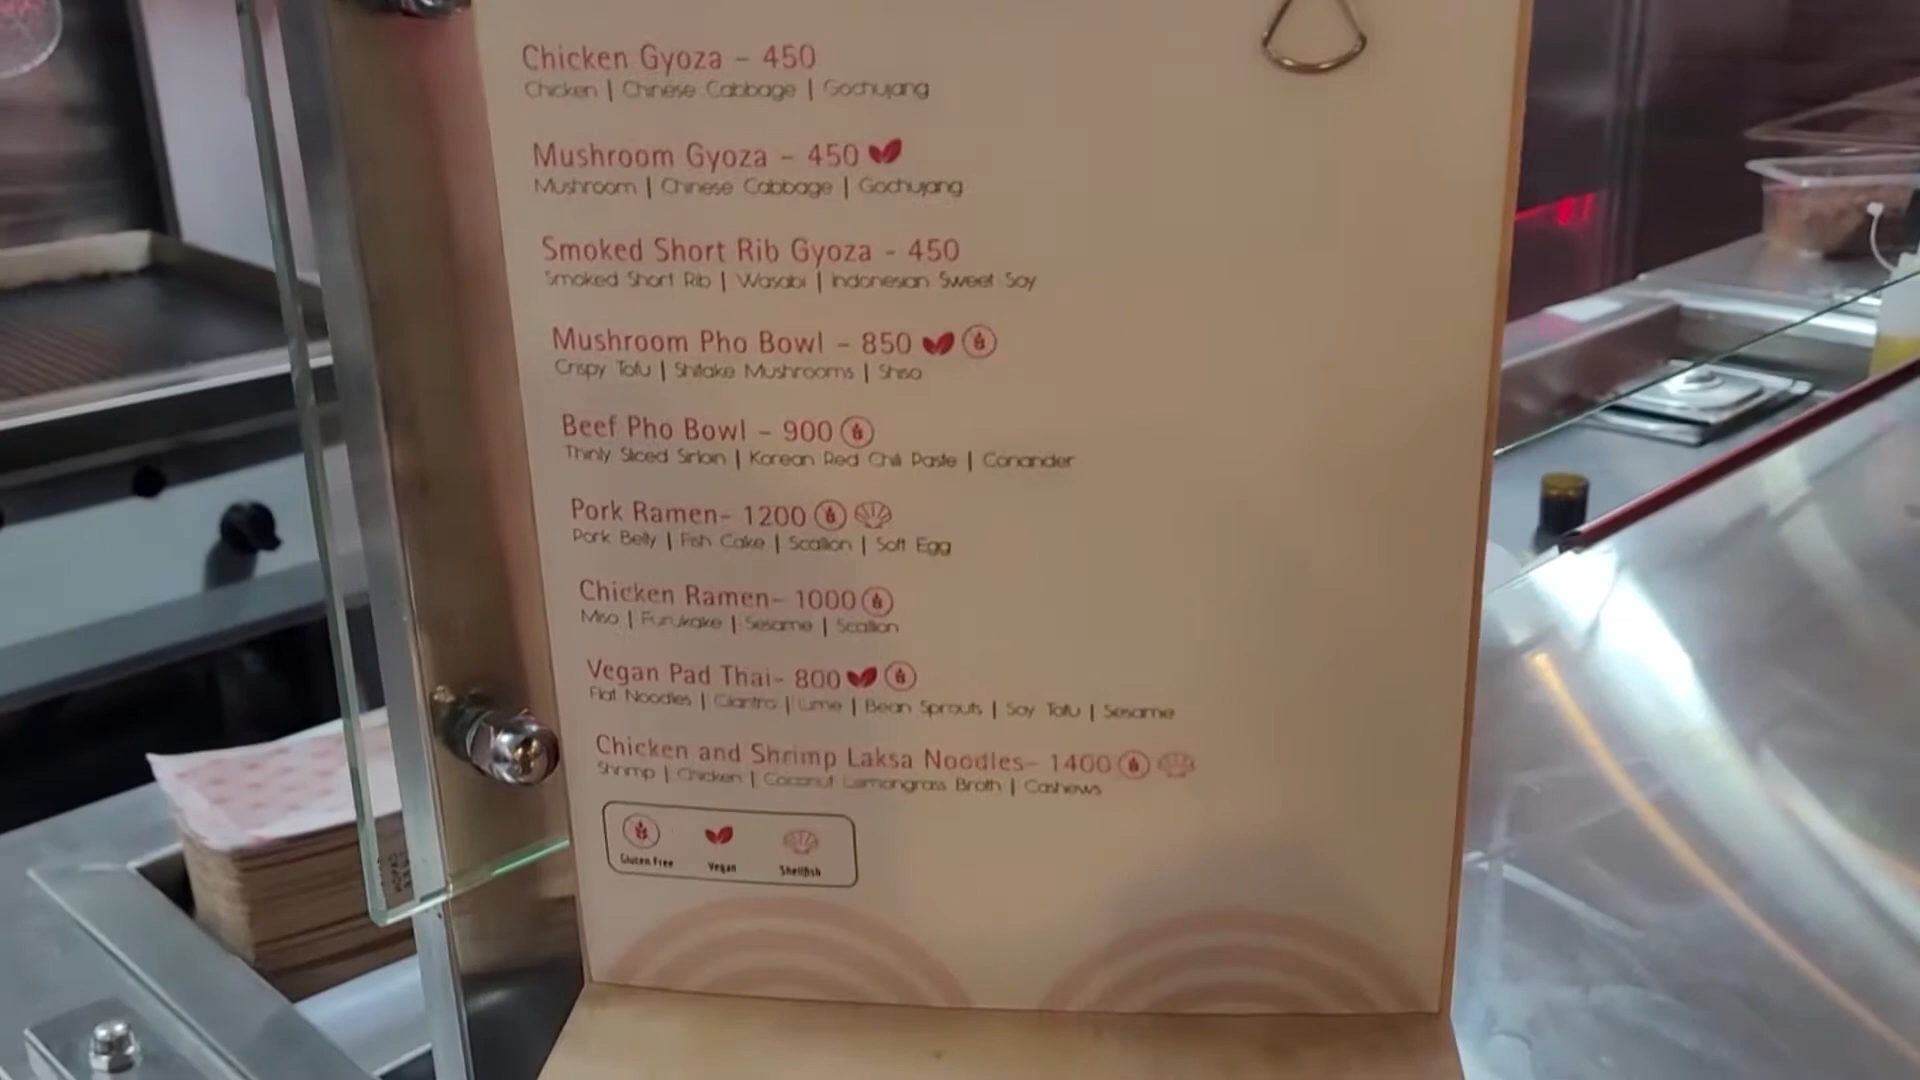 Chicken Gyoza - 450
Chicken | Chinese Cabbage | Gochujang
Mushroom Gyoza - 450
Mushroom | Chinese Cabbage | Gochujang
Smoked Short Rib Gyoza - 450
Smoked Short Rib | Wasabi | Indonesian Sweet Soy
Mushroom Pho Bowl - 850
Crispy Tofu | Shitake Mushrooms | Shiso
Beef Pho Bowl - 900
Thinly Sliced Sirloin | Korean Red Chili Paste | Coriander
Pork Ramen- 1200
Pork Belly | Fish Cake | Scallion | Soft Egg
Chicken Ramen- 1000
Miso | Furukake | Sesame | Scallion
Vegan Pad Thai- 800
Flat Noodles | Cilantro | Lime | Bean Sprouts | Soy Tofu | Sesame
Chicken and Shrimp Laksa Noodles- 1400
Shrimp | Chicken | Coconut Lemongrass Broth | Cashews
Gluten Free Vegan Shellfish